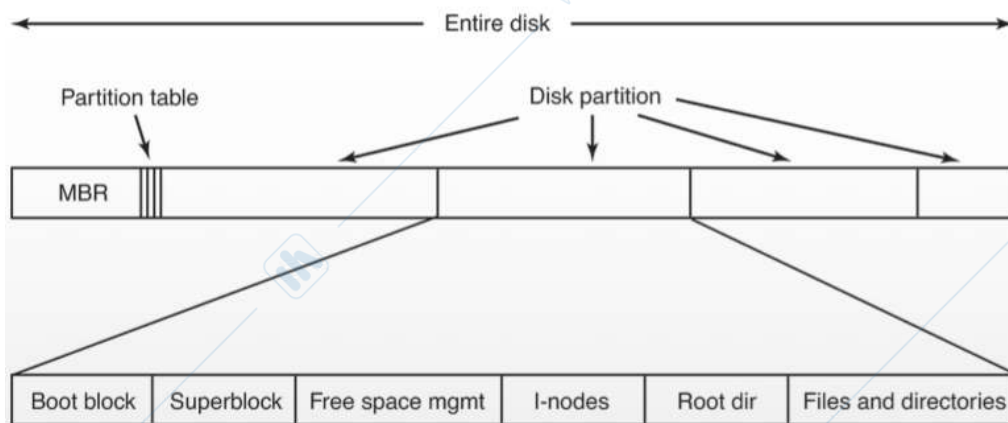 Entire disk
Partition table
Disk partition
MBR
Boot block
Superblock
Free space mgmt
I-nodes
Root dir
Files and directories